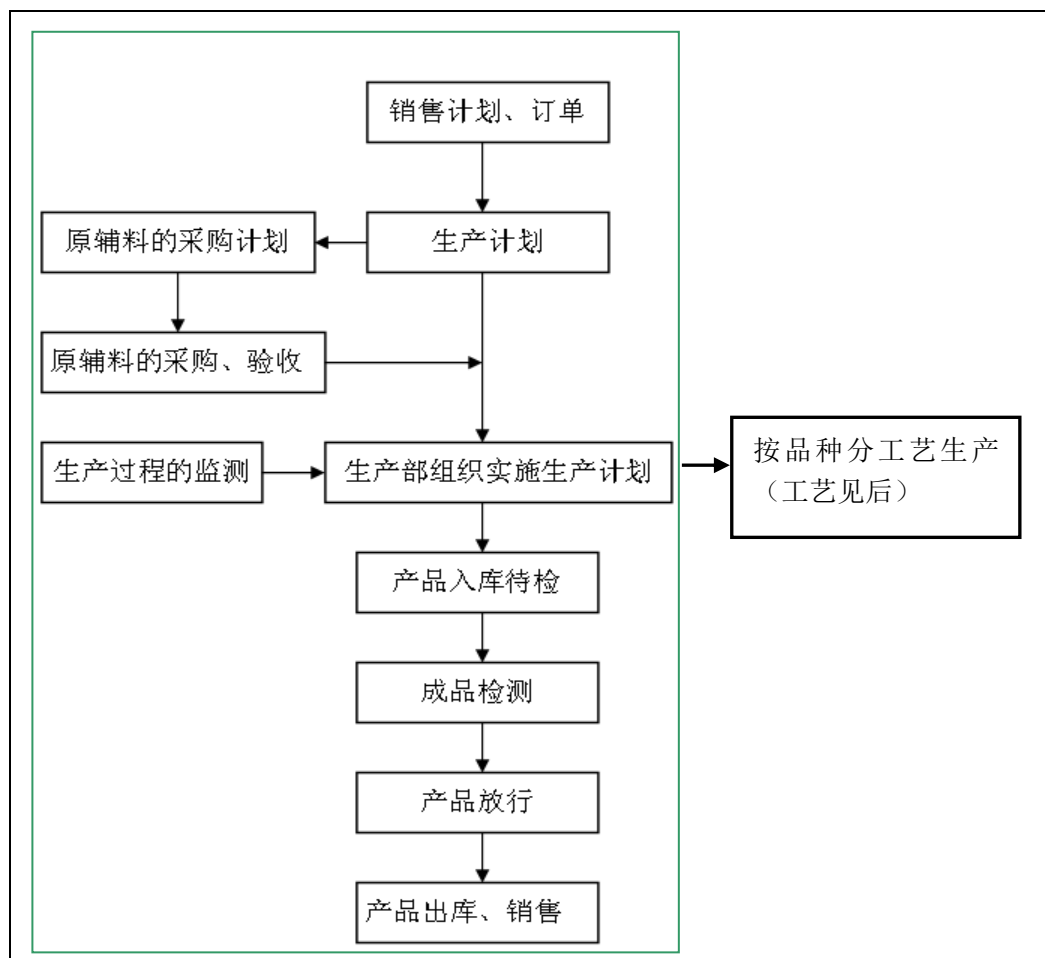 销售计划、订单
原辅料的采购计划
生产计划
原辅料的采购、验收
生产过程的监测
生产部组织实施生产计划
按品种分工艺生产
（工艺见后）
产品入库待检
成品检测
产品放行
产品出库、销售